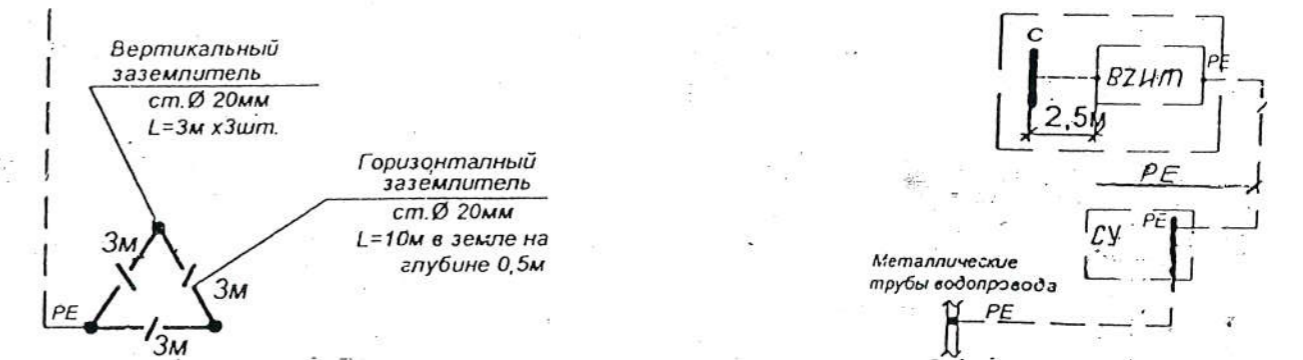 Вертикальный
заземлитель
ст.Ø 20мм
L=3м х3шт.
Горизонталный
заземлитель
ст.Ø 20мм
L=10м в земле на
глубине 0,5м
3м
3м
3м
PE
С
ВZИТ
PE
2,5м
PE
СУ
PE
Металлические
трубы водопровода
PE